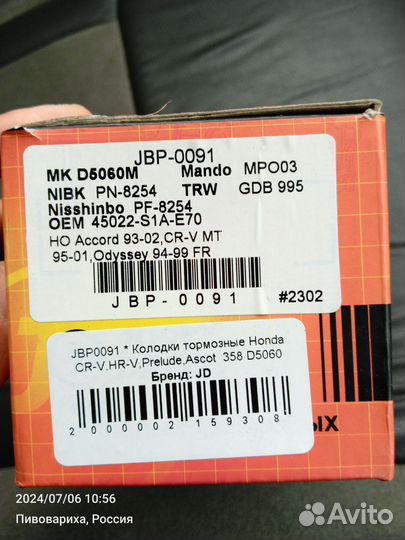 JBP-0091
MK D5060M Mando MPO03
NIBK PN-8254 TRW GDB 995
Nisshinbo PF-8254
OEM 45022-S1A-E70
HO Accord 93-02,CR-V MT
95-01,Odyssey 94-99 FR
JBP-0091 #2302
JBP0091 * Колодки тормозные Honda
CR-V.HR-V,Prelude,Ascot 358 D5060
Бренд: JD
2000002159308
ЫХ
2024/07/06 10:56
Пивовариха, Россия
Avito